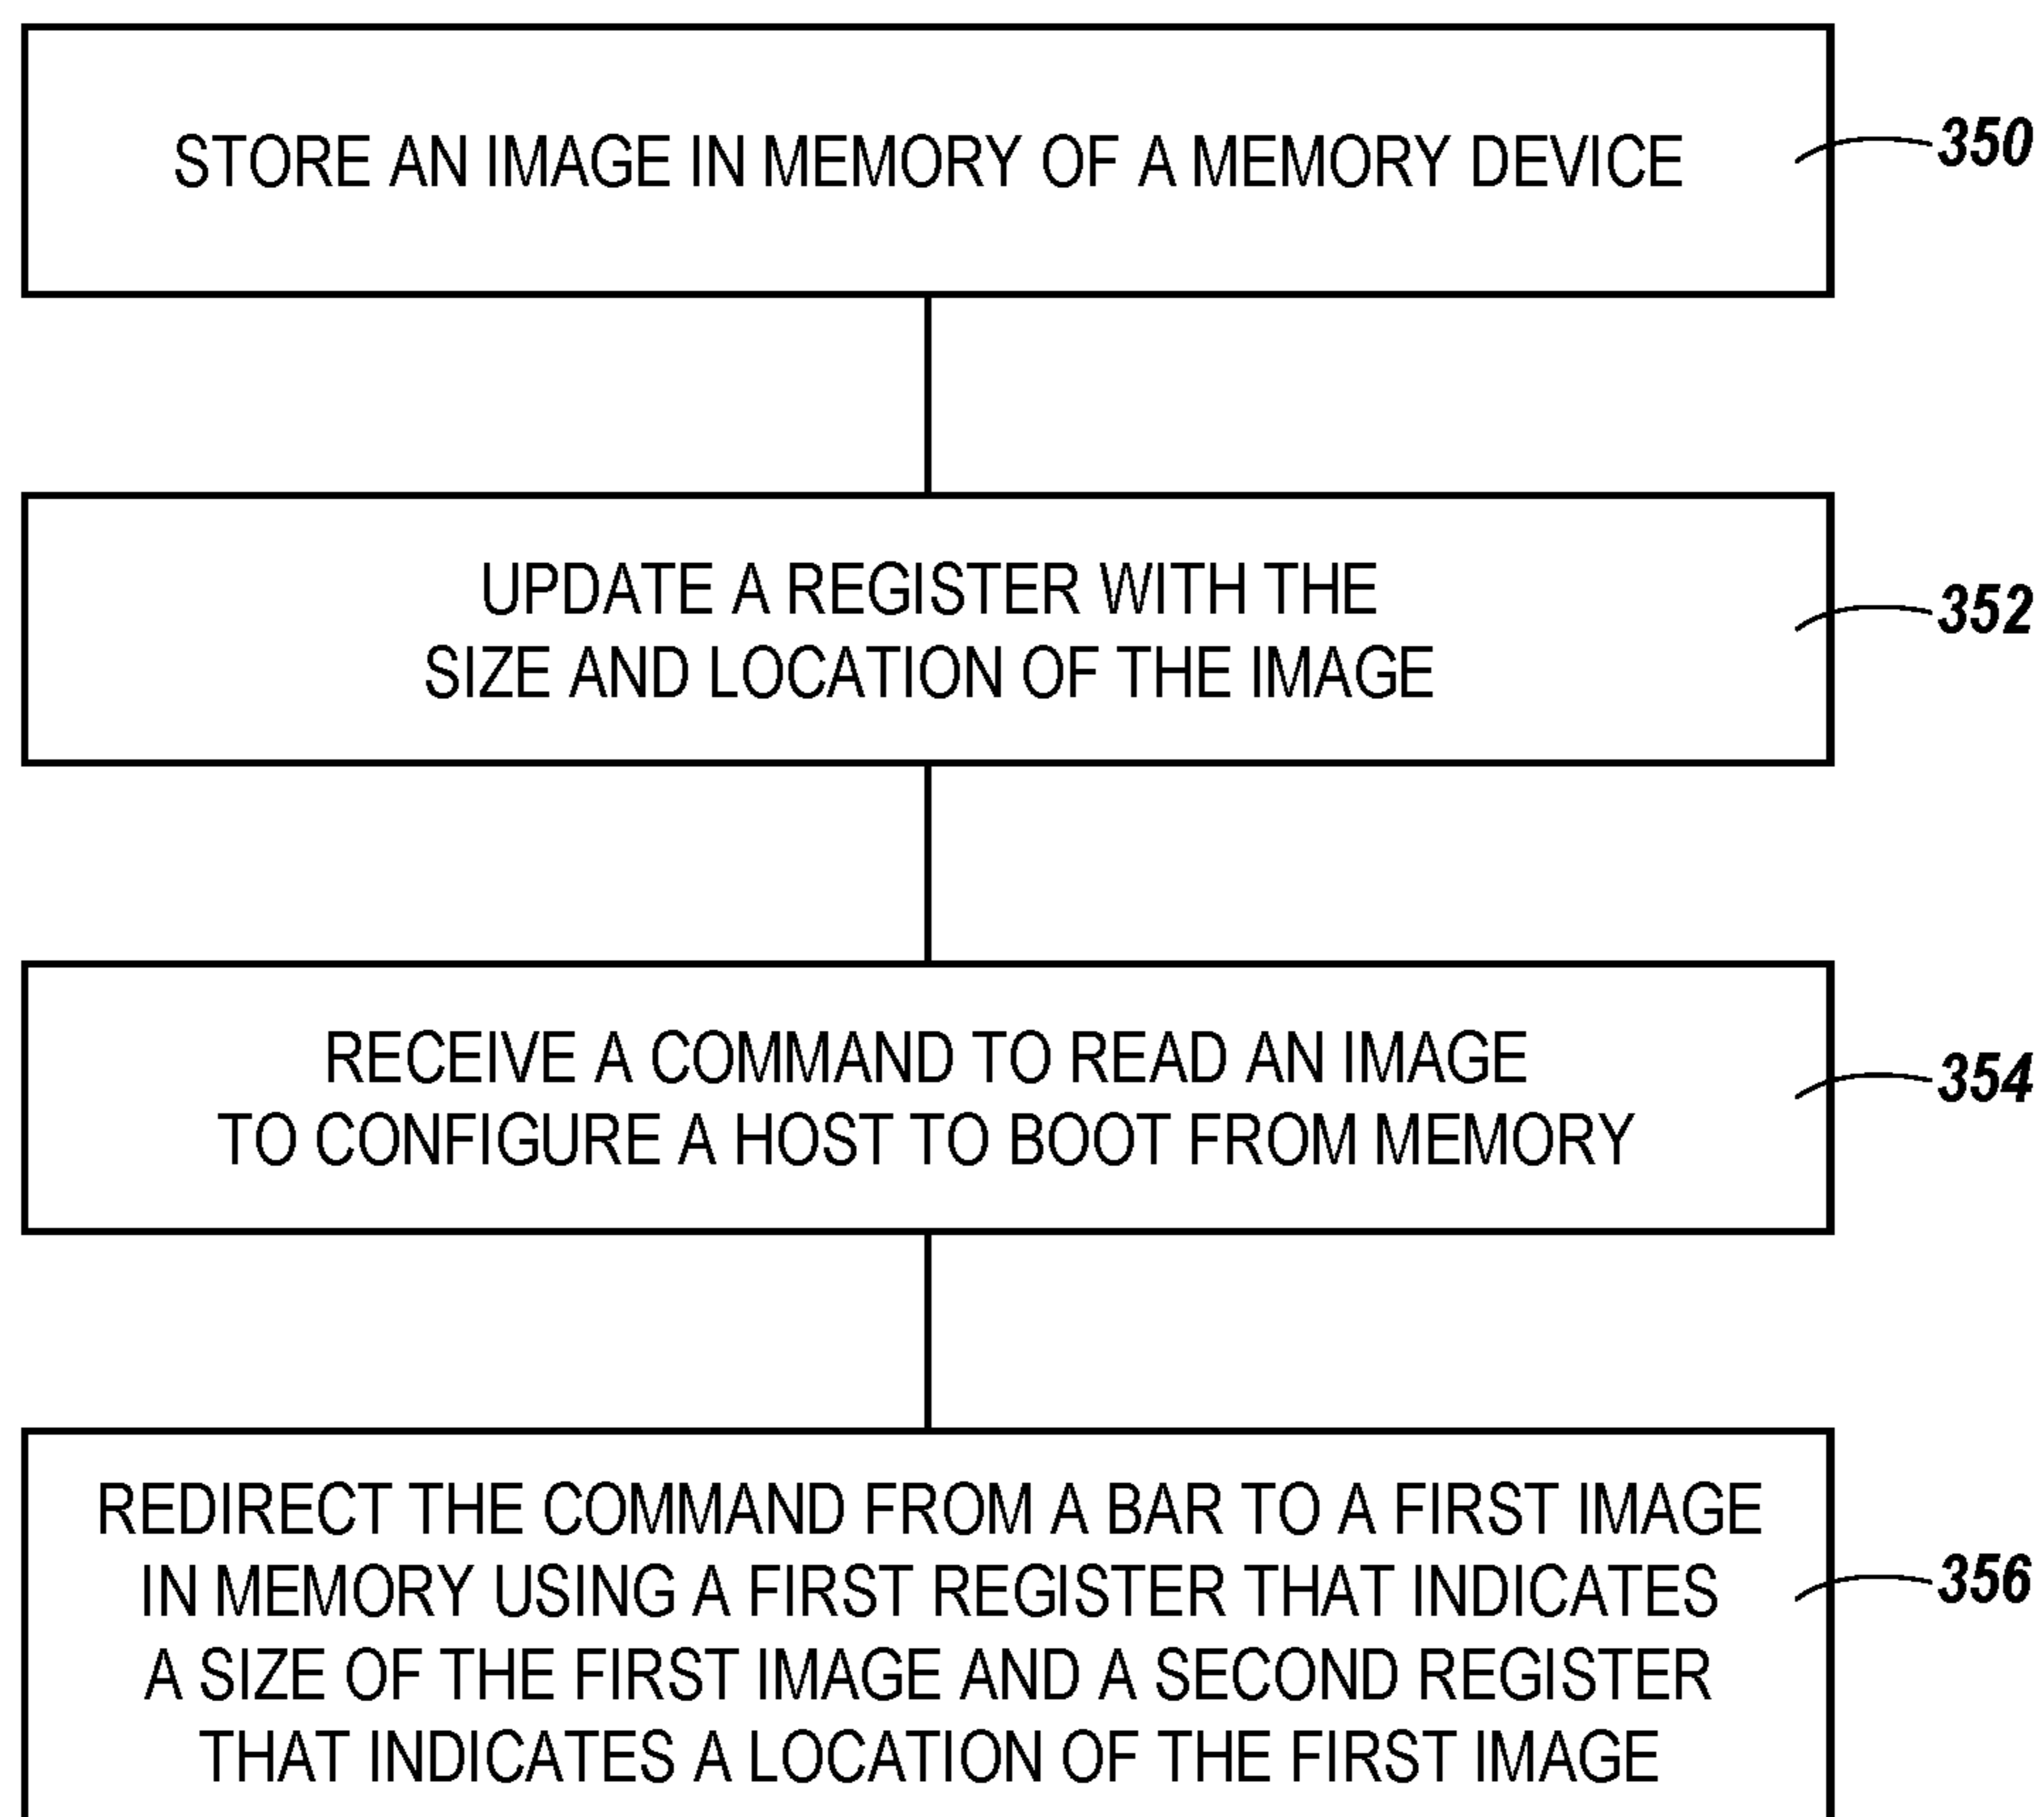 STORE AN IMAGE IN MEMORY OF A MEMORY DEVICE
350
UPDATE A REGISTER WITH THE
SIZE AND LOCATION OF THE IMAGE
352
RECEIVE A COMMAND TO READ AN IMAGE
TO CONFIGURE A HOST TO BOOT FROM MEMORY
354
REDIRECT THE COMMAND FROM A BAR TO A FIRST IMAGE
IN MEMORY USING A FIRST REGISTER THAT INDICATES
A SIZE OF THE FIRST IMAGE AND A SECOND REGISTER
THAT INDICATES A LOCATION OF THE FIRST IMAGE
356